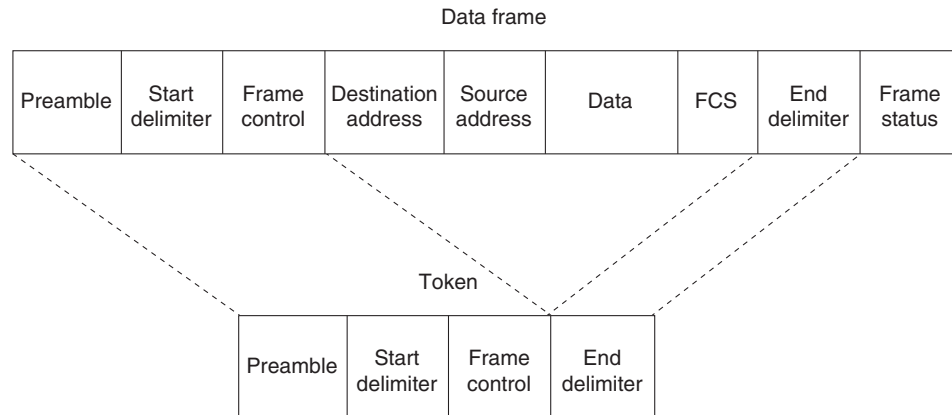 Data frame
Preamble
Start
delimiter
Frame
control
Destination
address
Source
address
Data
FCS
End
delimiter
Frame
status
Token
Preamble
Start
delimiter
Frame
control
End
delimiter